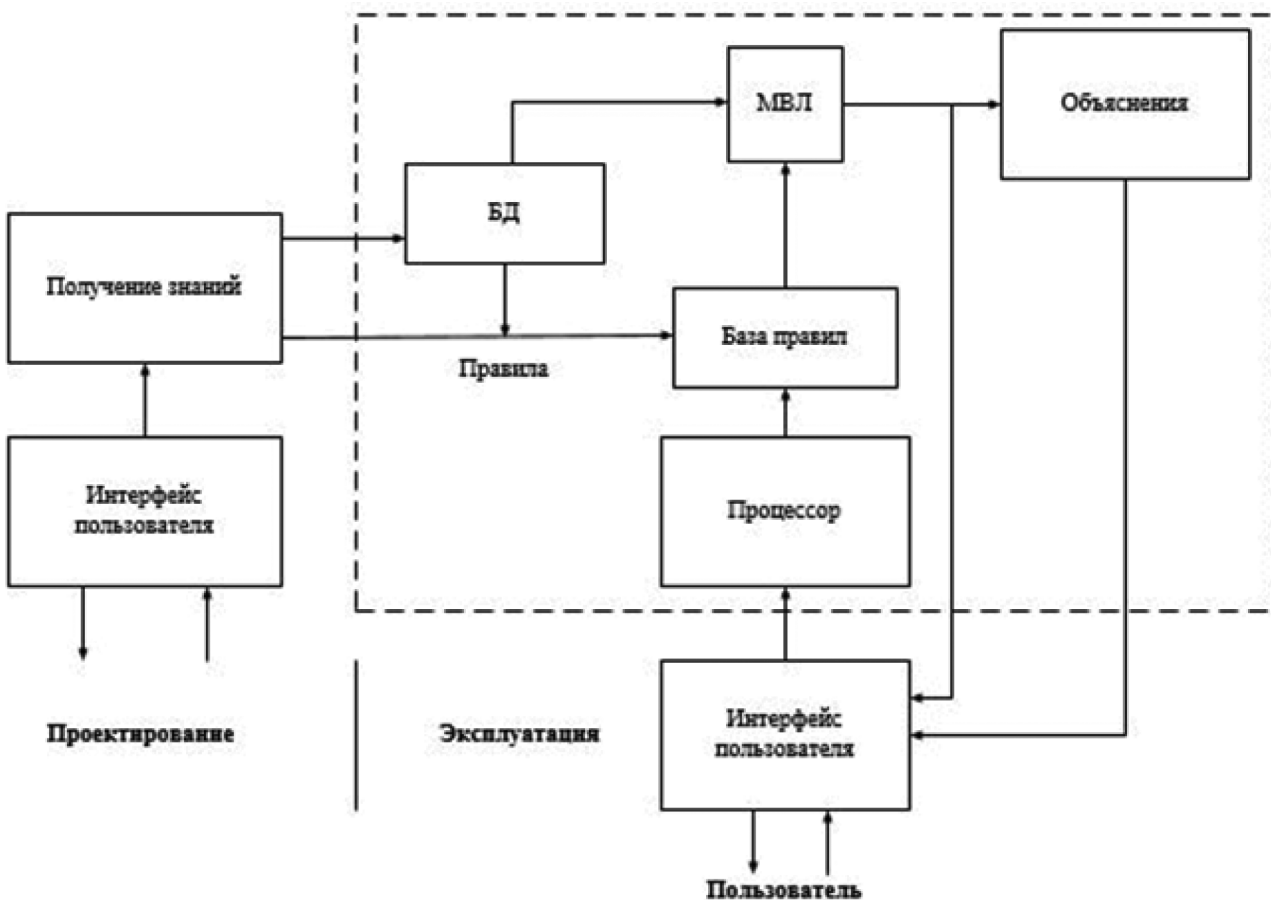 МВЛ
Объяснения
БД
Получение знаний
База правил
Правила
Интерфейс
пользователя
Процессор
Проектирование
Эксплуатация
Интерфейс
пользователя
Пользователь